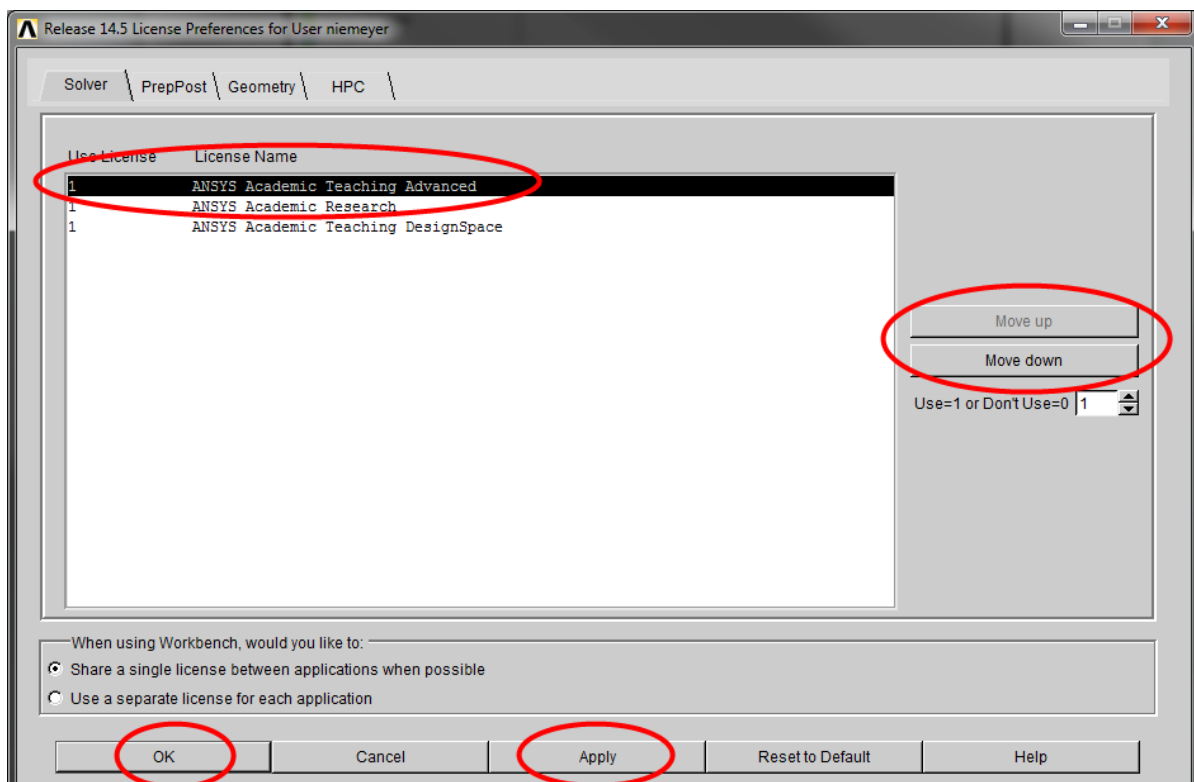 Release 14.5 License Preferences for User niemeyer
Solver PrepPost Geometry HPC
Use License License Name
1 ANSYS Academic Teaching Advanced
1 ANSYS Academic Research
1 ANSYS Academic Teaching DesignSpace
Move up
Move down
Use=1 or Don't Use=0 1
When using Workbench, would you like to:
Share a single license between applications when possible
Use a separate license for each application
OK Cancel Apply Reset to Default Help